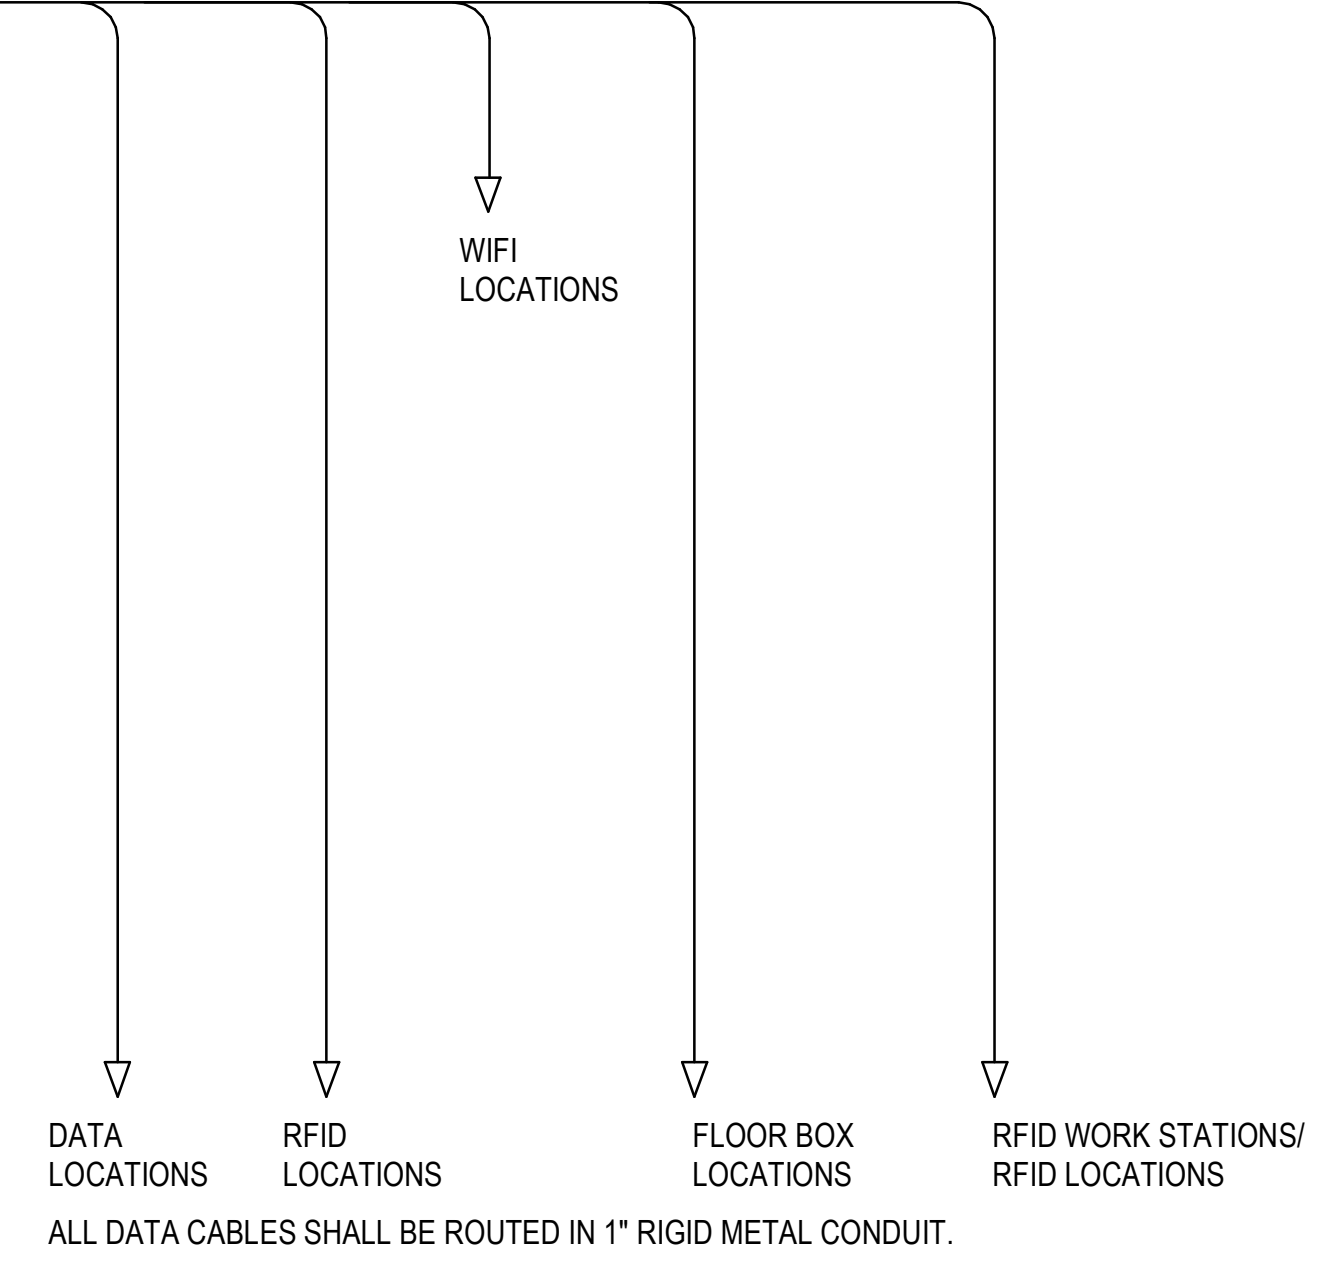 WIFI
LOCATIONS
DATA
LOCATIONS
RFID
LOCATIONS
FLOOR BOX
LOCATIONS
RFID WORK STATIONS/
RFID LOCATIONS
ALL DATA CABLES SHALL BE ROUTED IN 1" RIGID METAL CONDUIT.